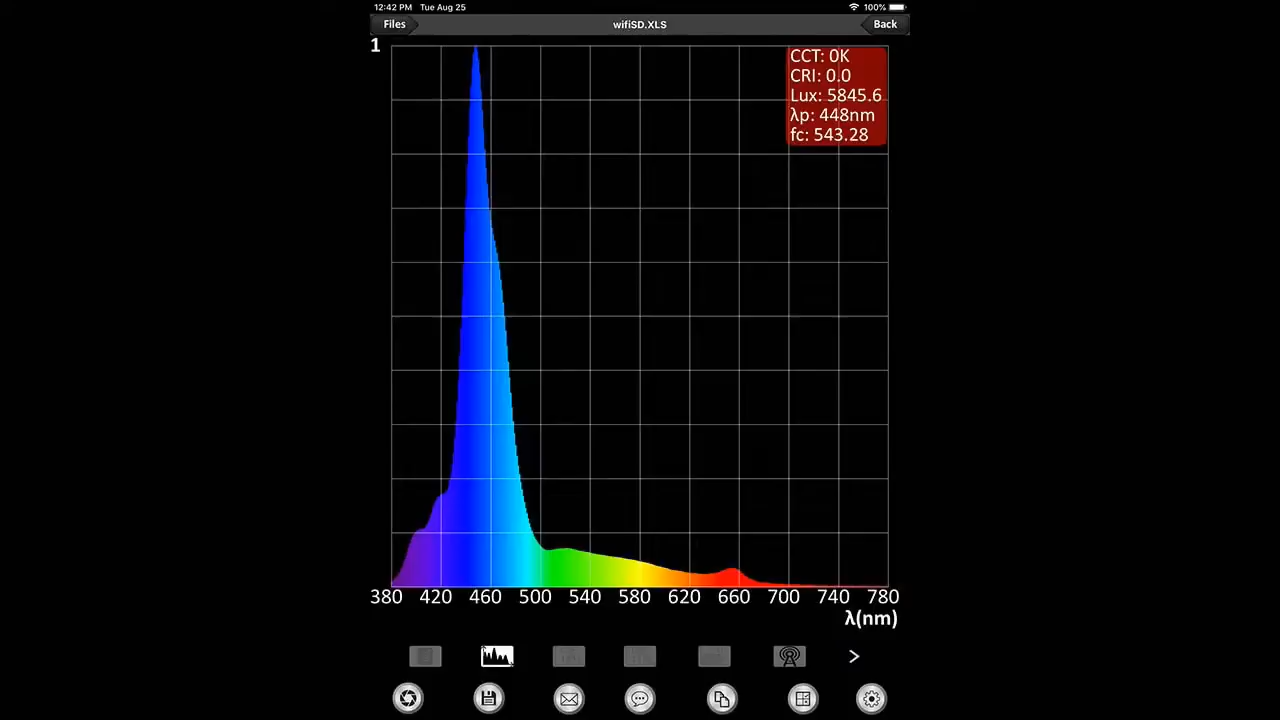 12:42 PM Tue Aug 25 100%
Files wifiSD.XLS Back
1
CCT: 0K
CRI: 0.0
Lux: 5845.6
λp: 448nm
fc: 543.28
380 420 460 500 540 580 620 660 700 740 780
λ(nm)